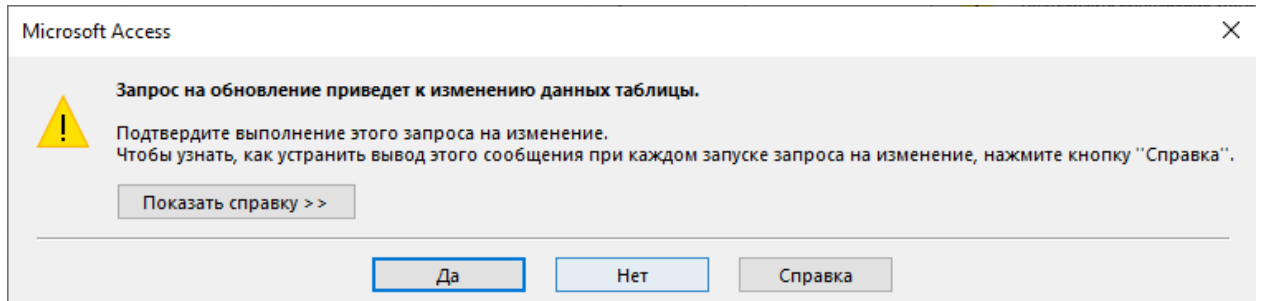 Microsoft Access
Запрос на обновление приведет к изменению данных таблицы.
Подтвердите выполнение этого запроса на изменение.
Чтобы узнать, как устранить вывод этого сообщения при каждом запуске запроса на изменение, нажмите кнопку "Справка".
Показать справку >>
Да Нет Справка